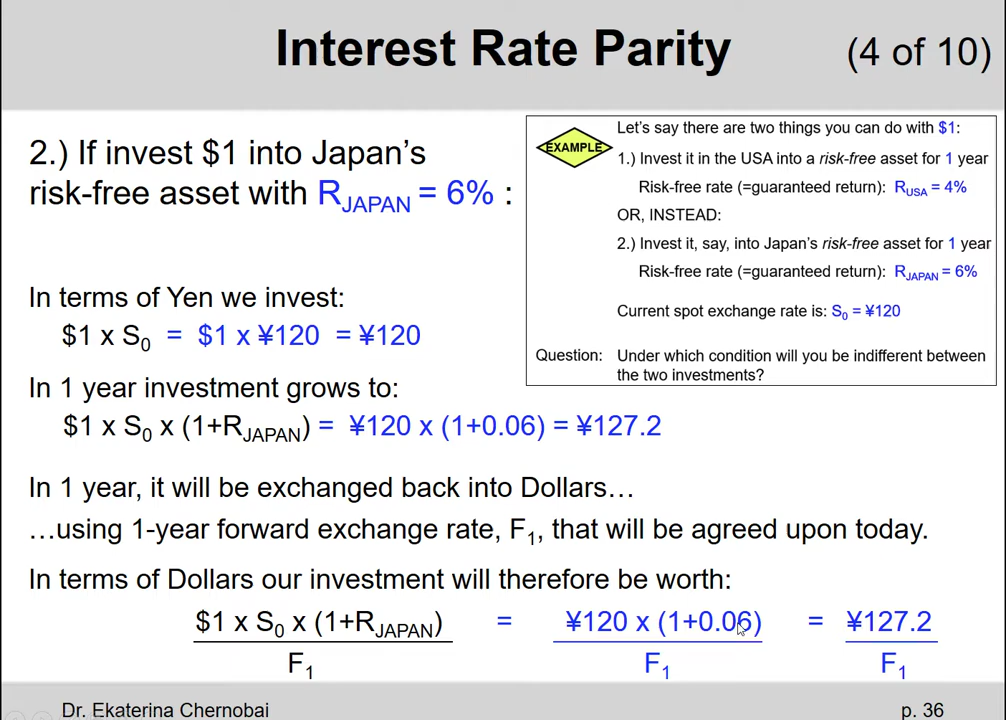 Interest Rate Parity (4 of 10)
2.) If invest $1 into Japan's
risk-free asset with R_JAPAN = 6% :
EXAMPLE
Let's say there are two things you can do with $1:
1.) Invest it in the USA into a risk-free asset for 1 year
Risk-free rate (=guaranteed return): R_USA = 4%
OR, INSTEAD:
2.) Invest it, say, into Japan's risk-free asset for 1 year
Risk-free rate (=guaranteed return): R_JAPAN = 6%
Current spot exchange rate is: S₀ = ¥120
Question: Under which condition will you be indifferent between
the two investments?
In terms of Yen we invest:
$1 x S₀ = $1 x ¥120 = ¥120
In 1 year investment grows to:
$1 x S₀ x (1+R_JAPAN) = ¥120 x (1+0.06) = ¥127.2
In 1 year, it will be exchanged back into Dollars…
…using 1-year forward exchange rate, F₁, that will be agreed upon today.
In terms of Dollars our investment will therefore be worth:
$1 x S₀ x (1+R_JAPAN) = ¥120 x (1+0.06) = ¥127.2
F₁ F₁ F₁
Dr. Ekaterina Chernobai p. 36